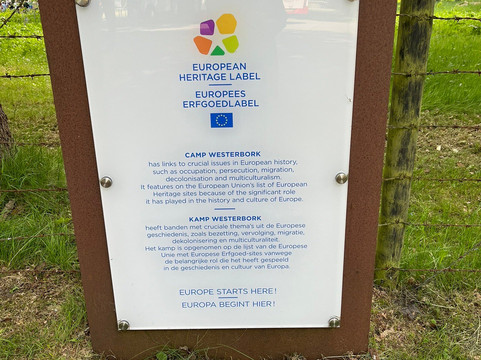 EUROPEAN
HERITAGE LABEL
EUROPEES
ERFGOEDLABEL
CAMP WESTERBORK
has links to crucial issues in European history,
such as occupation, persecution, migration,
decolonisation and multiculturalism.
It features on the European Union's list of European
Heritage sites because of the significant role
it has played in the history and culture of Europe.
KAMP WESTERBORK
heeft banden met cruciale thema's uit de Europese
geschiedenis, zoals bezetting, vervolging, migratie,
dekolonisering en multiculturaliteit.
Het kamp is opgenomen op de lijst van de Europese
Unie met Europese Erfgoed-sites vanwege
de belangrijke rol die het heeft gespeeld
in de geschiedenis en cultuur van Europa.
EUROPE STARTS HERE!
EUROPA BEGINT HIER!